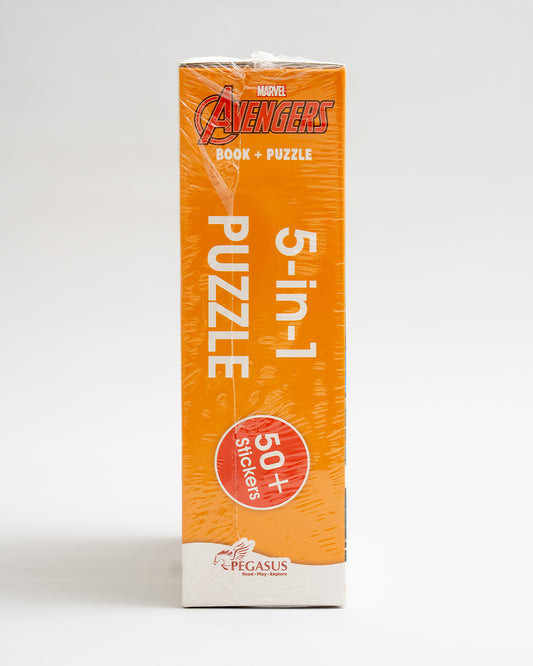 MARVEL
AVENGERS
BOOK + PUZZLE
5-in-1
PUZZLE
50+
Stickers
PEGASUS
Read • Play • Explore